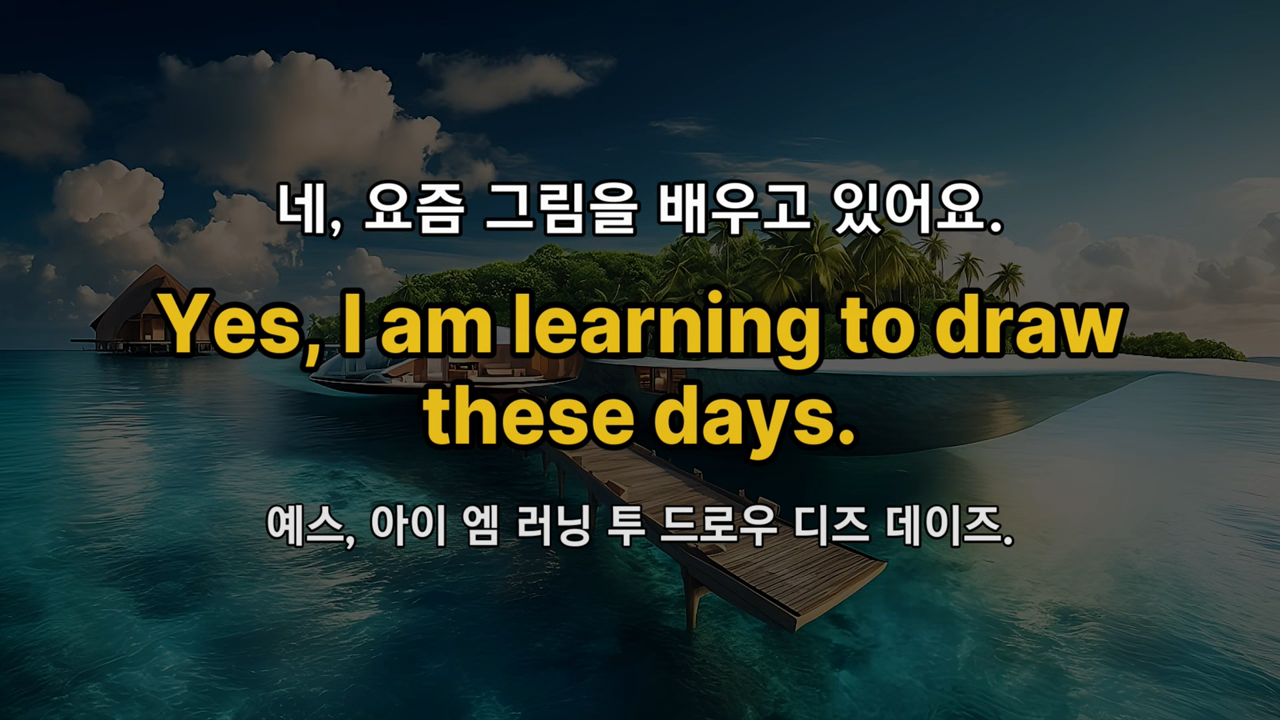 네, 요즘 그림을 배우고 있어요.
Yes, I am learning to draw
these days.
예스, 아이 엠 러닝 투 드로우 디즈 데이즈.